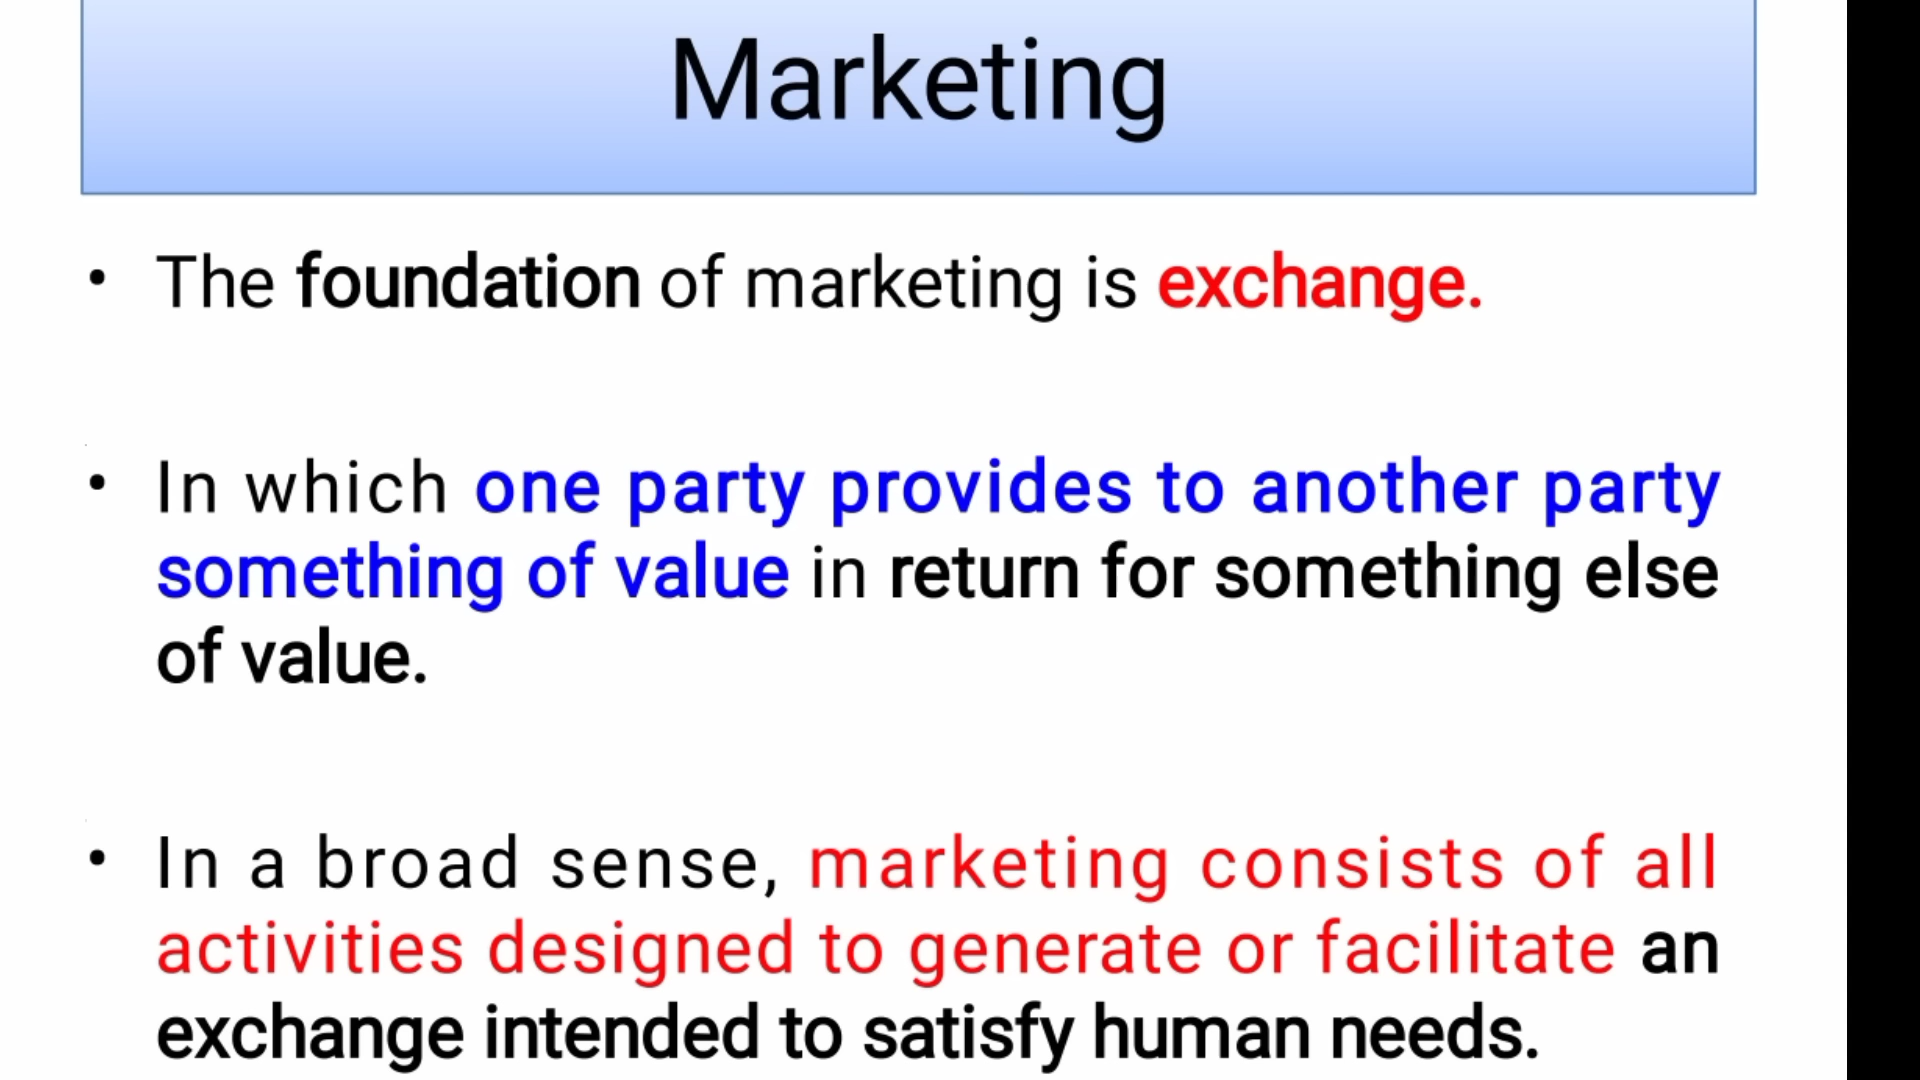 Marketing
• The foundation of marketing is exchange.
• In which one party provides to another party
something of value in return for something else
of value.
• In a broad sense, marketing consists of all
activities designed to generate or facilitate an
exchange intended to satisfy human needs.